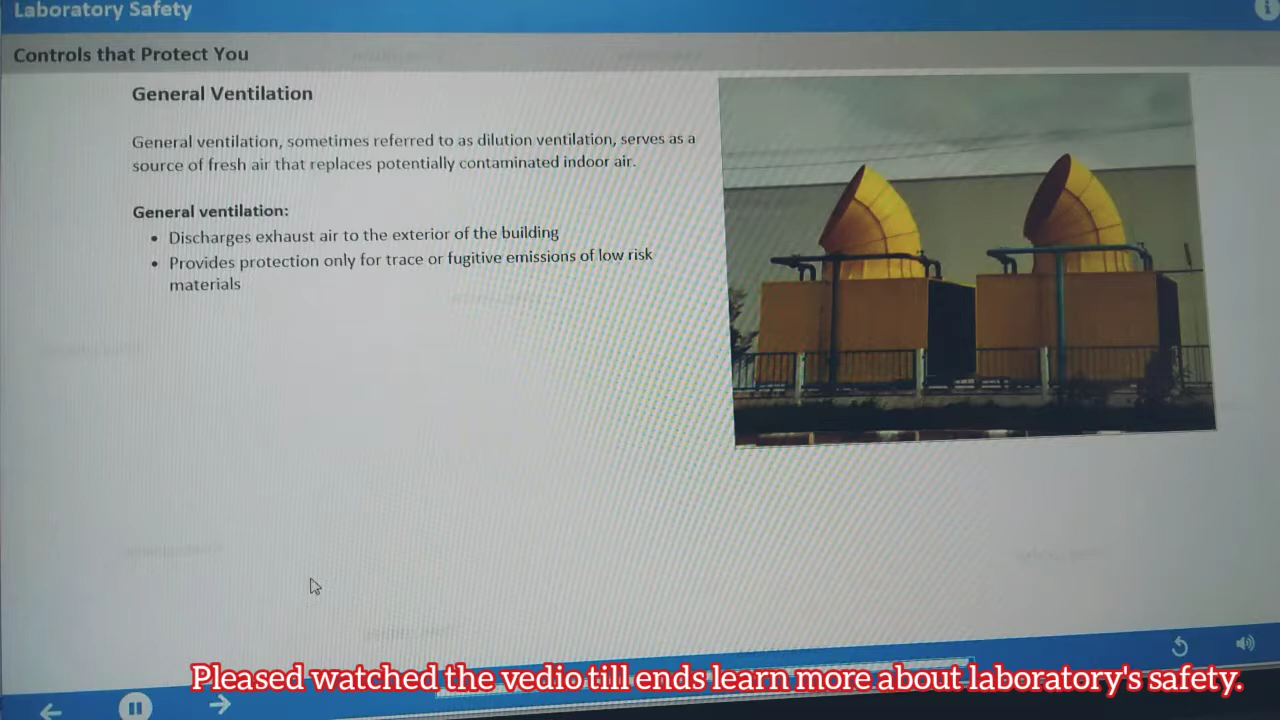 Laboratory Safety
Controls that Protect You
General Ventilation
General ventilation, sometimes referred to as dilution ventilation, serves as a
source of fresh air that replaces potentially contaminated indoor air.
General ventilation:
• Discharges exhaust air to the exterior of the building
• Provides protection only for trace or fugitive emissions of low risk
materials
Pleased watched the vedio till ends learn more about laboratory's safety.